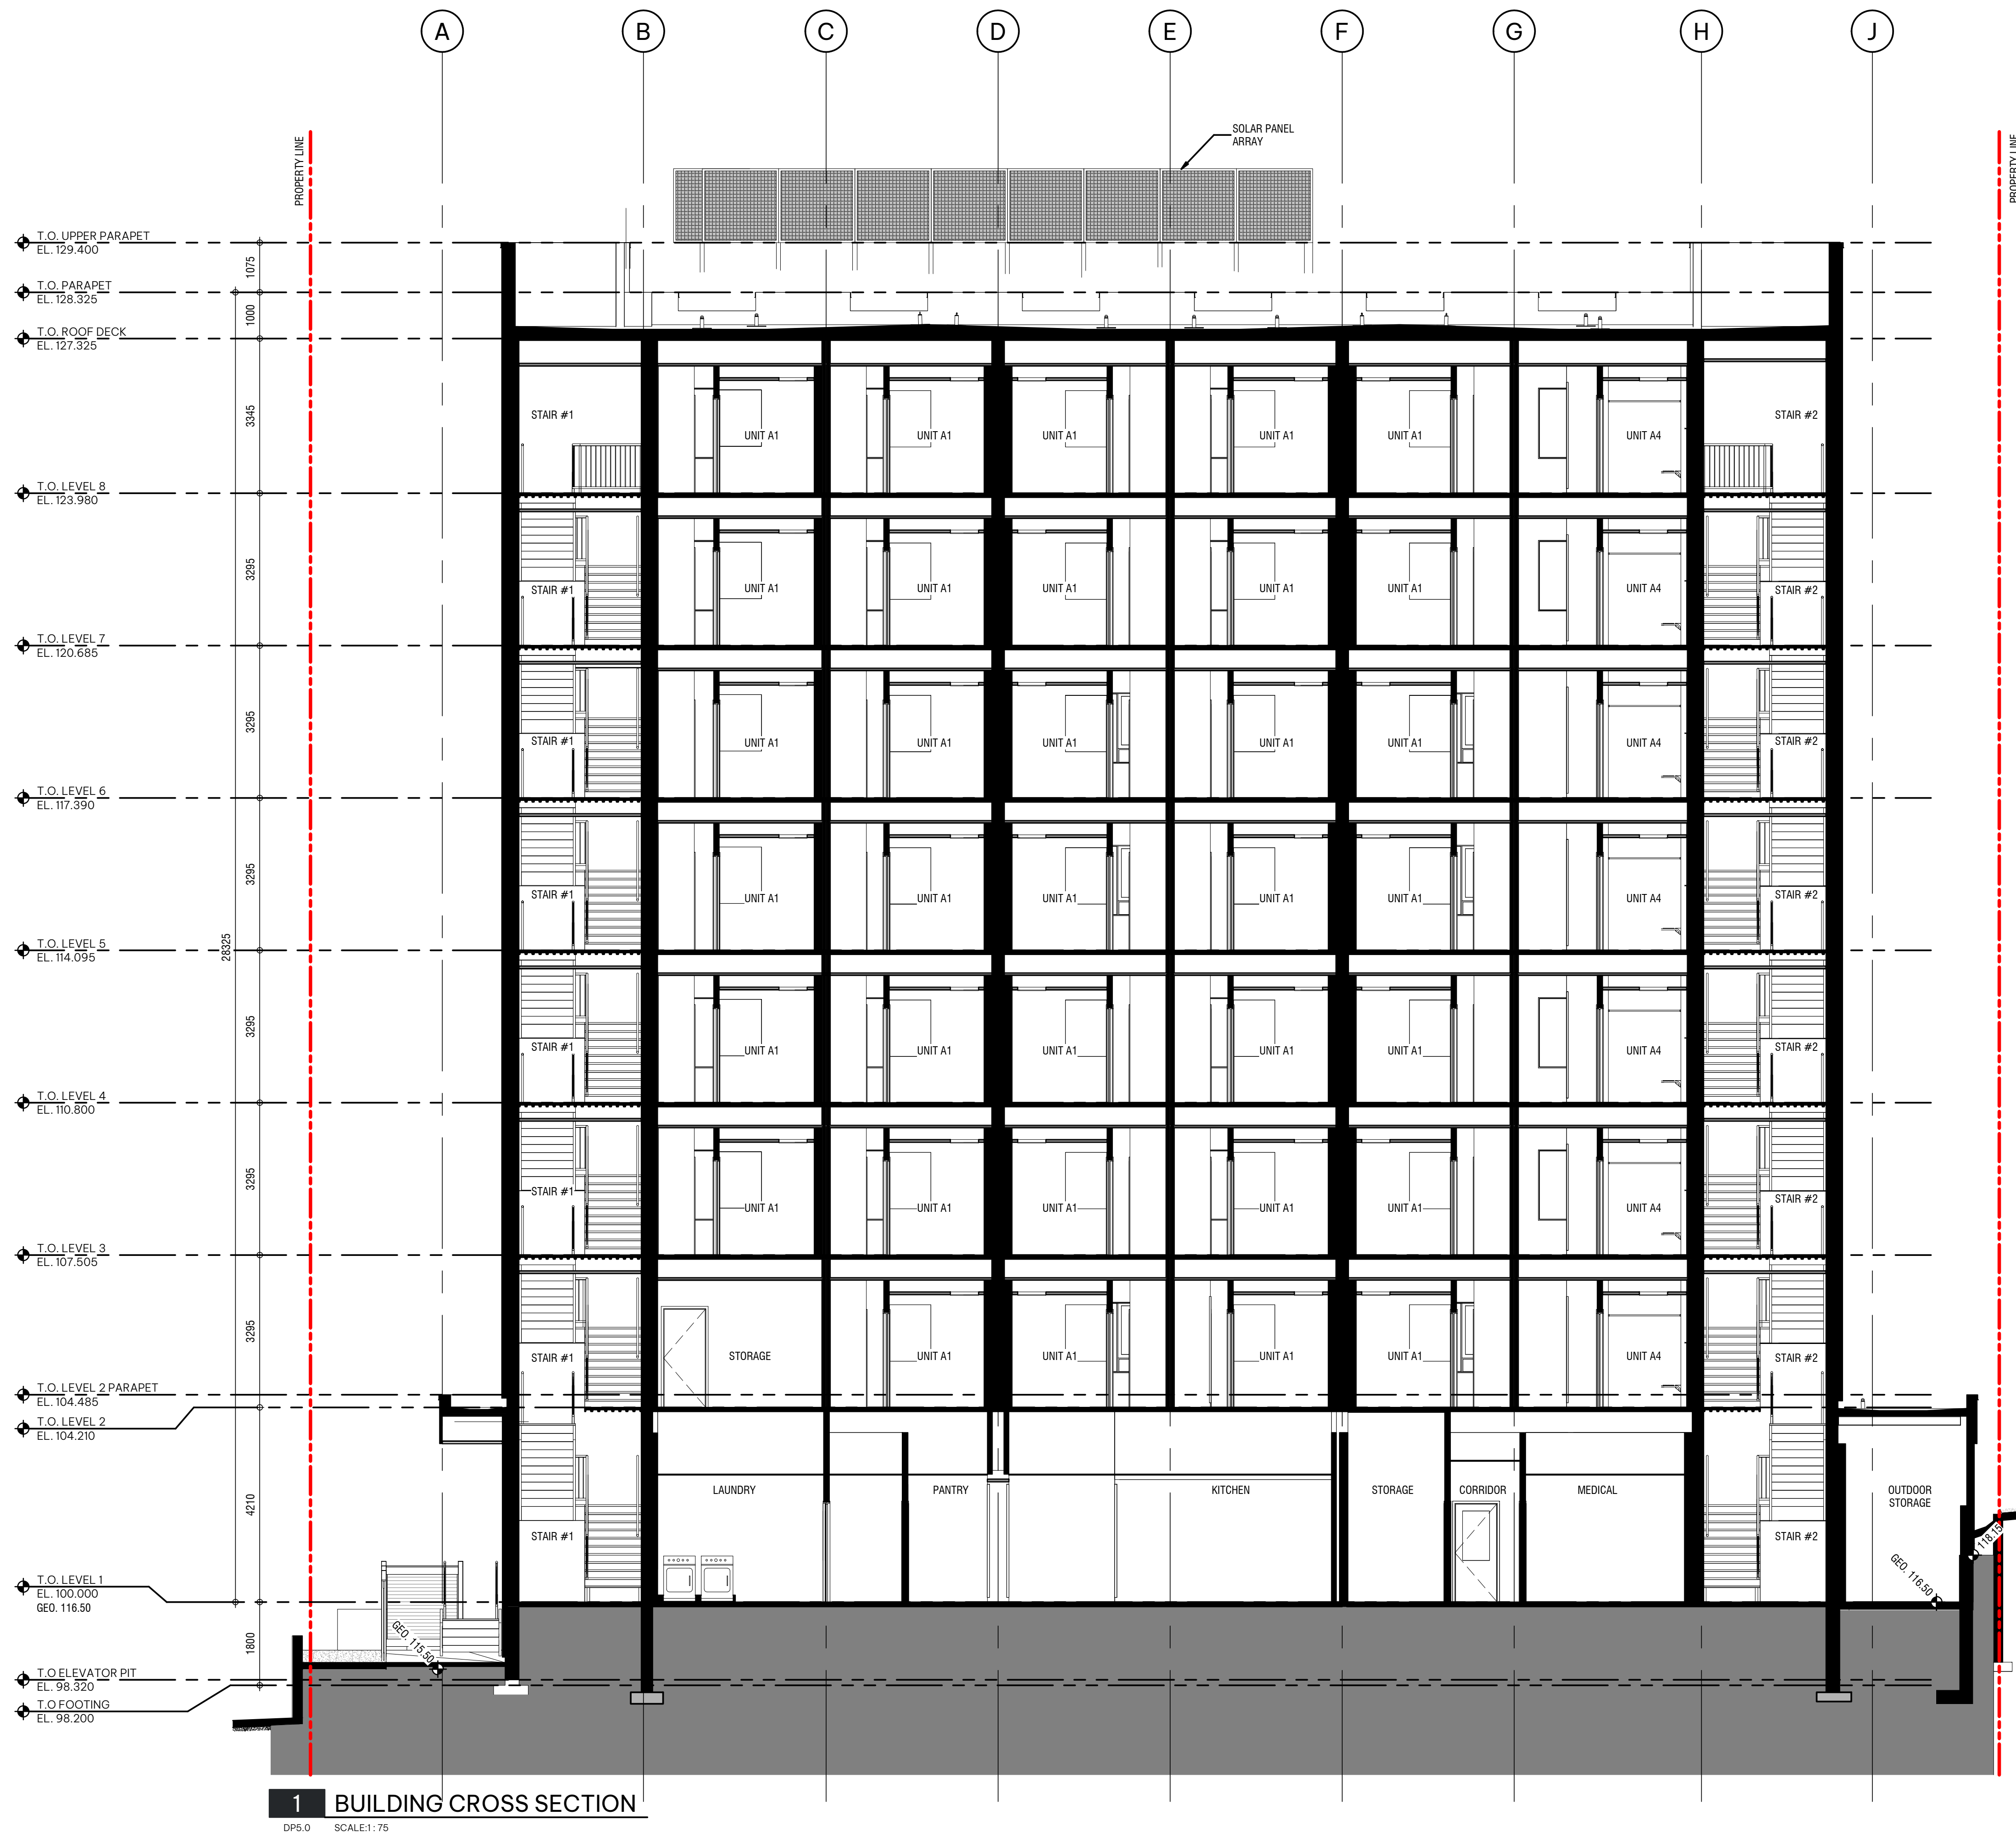 A B C D E F G H J
SOLAR PANEL
ARRAY
PROPERTY LINE
PROPERTY LINE
T.O. UPPER PARAPET
EL. 129.400
1075
T.O. PARAPET
EL. 128.325
1000
T.O. ROOF DECK
EL. 127.325
3345
STAIR #1 STAIR #2
UNIT A1 UNIT A1 UNIT A1 UNIT A1 UNIT A1 UNIT A4
T.O. LEVEL 8
EL. 123.980
3295
STAIR #1 UNIT A1 UNIT A1 UNIT A1 UNIT A1 UNIT A1 UNIT A4 STAIR #2
T.O. LEVEL 7
EL. 120.685
3295
STAIR #1 UNIT A1 UNIT A1 UNIT A1 UNIT A1 UNIT A1 UNIT A4 STAIR #2
T.O. LEVEL 6
EL. 117.390
3295
STAIR #1 UNIT A1 UNIT A1 UNIT A1 UNIT A1 UNIT A1 UNIT A4 STAIR #2
T.O. LEVEL 5
EL. 114.095
28325
3295
STAIR #1 UNIT A1 UNIT A1 UNIT A1 UNIT A1 UNIT A1 UNIT A4 STAIR #2
T.O. LEVEL 4
EL. 110.800
3295
STAIR #1 UNIT A1 UNIT A1 UNIT A1 UNIT A1 UNIT A1 UNIT A4 STAIR #2
T.O. LEVEL 3
EL. 107.505
3295
STAIR #1 STORAGE UNIT A1 UNIT A1 UNIT A1 UNIT A1 UNIT A4 STAIR #2
T.O. LEVEL 2 PARAPET
EL. 104.485
T.O. LEVEL 2
EL. 104.210
4210
LAUNDRY PANTRY KITCHEN STORAGE CORRIDOR MEDICAL OUTDOOR
STORAGE
STAIR #1 STAIR #2
118.15
GEO. 116.50
T.O. LEVEL 1
EL. 100.000
GEO. 116.50
1800
GEO. 115.50
T.O ELEVATOR PIT
EL. 98.320
T.O FOOTING
EL. 98.200
1 BUILDING CROSS SECTION
DP5.0 SCALE:1 : 75